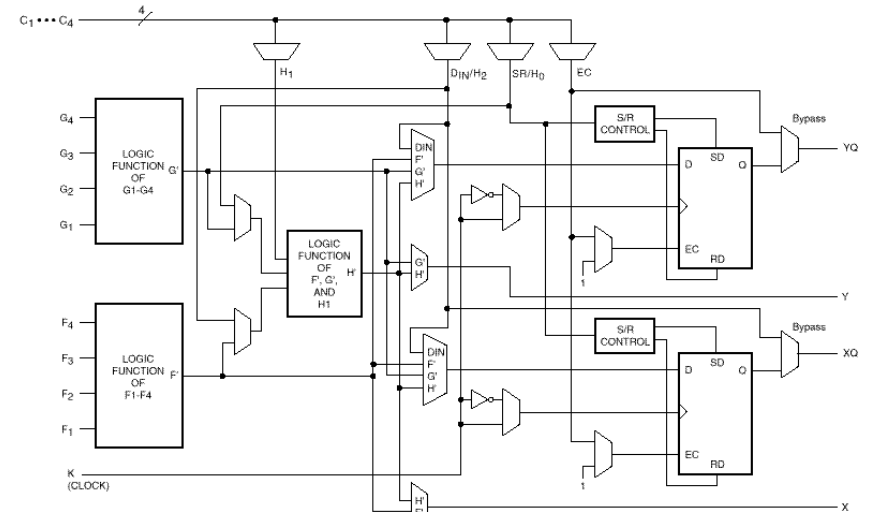 C1 ••• C4
4
H1
DIN/H2
SR/H0
EC
G4
G3
G2
G1
LOGIC
FUNCTION
OF
G1-G4
G'
DIN
F'
G'
H'
S/R
CONTROL
Bypass
YQ
D
SD
Q
EC
RD
1
LOGIC
FUNCTION
OF
F', G',
AND
H1
H'
G'
H'
Y
F4
F3
F2
F1
LOGIC
FUNCTION
OF
F1-F4
F'
DIN
F'
G'
H'
S/R
CONTROL
Bypass
XQ
D
SD
Q
EC
RD
1
K
(CLOCK)
H'
F'
X